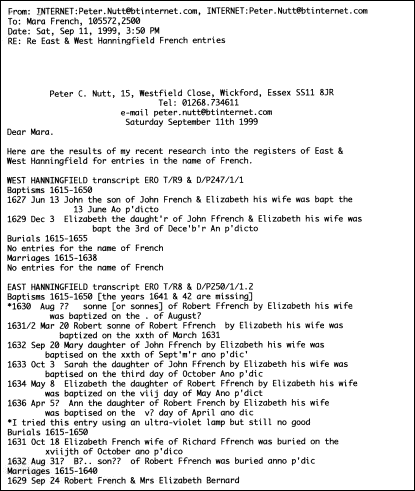 From: INTERNET:Peter.Nutt@btinternet.com, INTERNET:Peter.Nutt@btinternet.com
To: Mara French, 105572,2500
Date: Sat, Sep 11, 1999, 3:50 PM
RE: Re East & West Hanningfield French entries
Peter C. Nutt, 15, Westfield Close, Wickford, Essex SS11 8JR
Tel: 01268.734611
e-mail peter.nutt@btinternet.com
Saturday September 11th 1999
Dear Mara.
Here are the results of my recent research into the registers of East &
West Hanningfield for entries in the name of French.
WEST HANNINGFIELD transcript ERO T/R9 & D/P247/1/1
Baptisms 1615-1650
1627 Jun 13 John the son of John French & Elizabeth his wife was bapt the
13 June Ao p'dicto
1629 Dec 3 Elizabeth the daught'r of John Ffrench & Elizabeth his wife was
bapt the 3rd of Dece'b'r An p'dicto
Burials 1615-1655
No entries for the name of French
Marriages 1615-1638
No entries for the name of French
EAST HANNINGFIELD transcript ERO T/R8 & D/P250/1/1.2
Baptisms 1615-1650 [the years 1641 & 42 are missing]
*1630 Aug ?? sonne [or sonnes] of Robert Ffrench by Elizabeth his wife
was baptized on the . of August?
1631/2 Mar 20 Robert sonne of Robert Ffrench by Elizabeth his wife was
baptized on the xxth of March 1631
1632 Sep 20 Mary daughter of John Ffrench by Elizabeth his wife was
baptised on the xxth of Sept'm'r ano p'dic'
1633 Oct 3 Sarah the daughter of John Ffrench by Elizabeth his wife was
baptised on the third day of October Ano p'dic
1634 May 8 Elizabeth the daughter of Robert Ffrench by Elizabeth his wife
was baptized on the viij day of May Ano p'dict
1636 Apr 5? Ann the daughter of Robert French by Elizabeth his wife
was baptised on the v? day of April ano dic
*I tried this entry using an ultra-violet lamp but still no good
Burials 1615-1650
1631 Oct 18 Elizabeth French wife of Richard Ffrench was buried on the
xviijth of October ano p'dico
1632 Aug 31? B?.. son?? of Robert Ffrench was buried anno p'dic
Marriages 1615-1640
1629 Sep 24 Robert French & Mrs Elizabeth Bernard